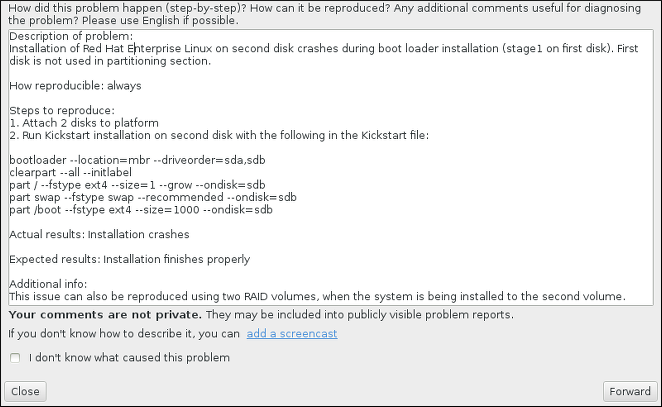 How did this problem happen (step-by-step)? How can it be reproduced? Any additional comments useful for diagnosing
the problem? Please use English if possible.
Description of problem:
Installation of Red Hat Enterprise Linux on second disk crashes during boot loader installation (stage1 on first disk). First
disk is not used in partitioning section.
How reproducible: always
Steps to reproduce:
1. Attach 2 disks to platform
2. Run Kickstart installation on second disk with the following in the Kickstart file:
bootloader --location=mbr --driveorder=sda,sdb
clearpart --all --initlabel
part / --fstype ext4 --size=1 --grow --ondisk=sdb
part swap --fstype swap --recommended --ondisk=sdb
part /boot --fstype ext4 --size=1000 --ondisk=sdb
Actual results: Installation crashes
Expected results: Installation finishes properly
Additional info:
This issue can also be reproduced using two RAID volumes, when the system is being installed to the second volume.
Your comments are not private. They may be included into publicly visible problem reports.
If you don't know how to describe it, you can add a screencast
I don't know what caused this problem
Close Forward